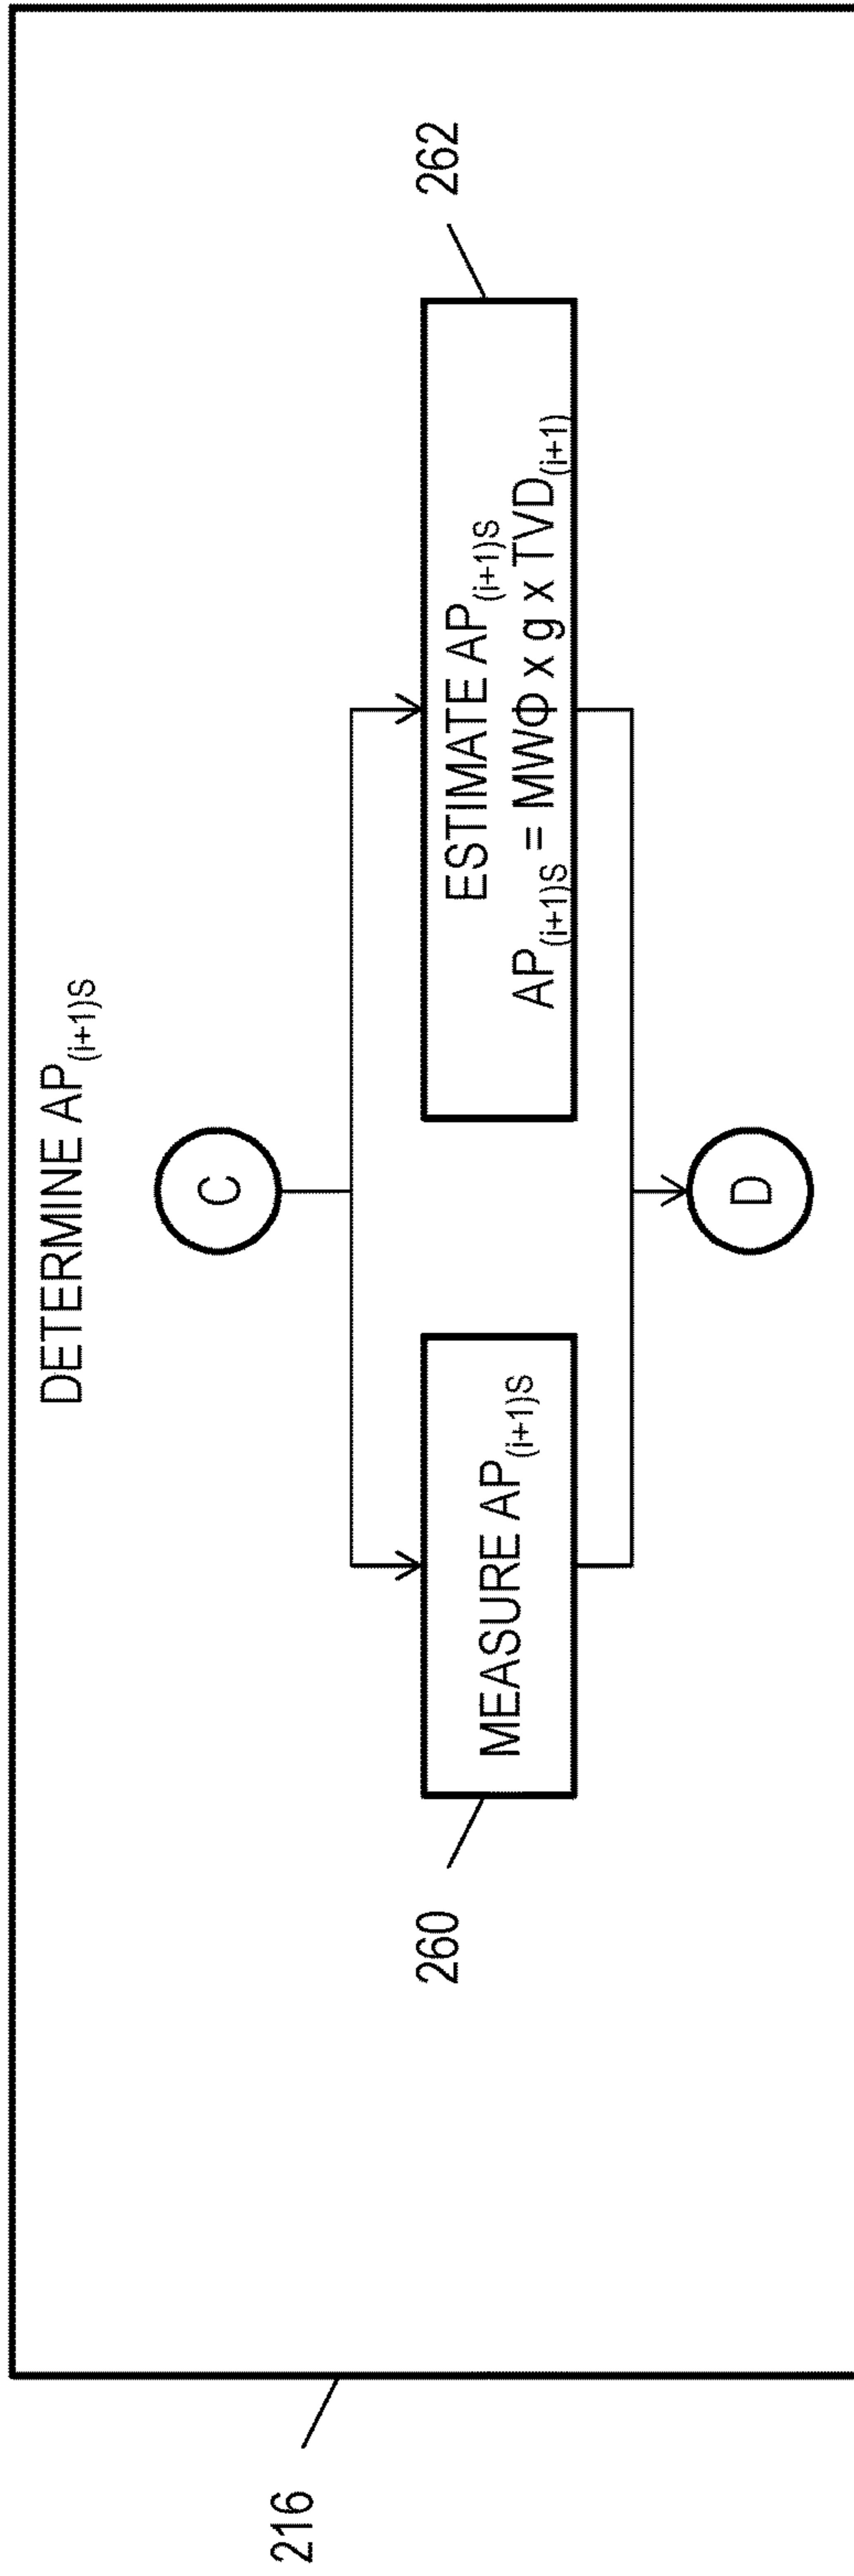 DETERMINE AP(i+1)S
C
MEASURE AP(i+1)S
260
ESTIMATE AP(i+1)S
AP(i+1)S = MWΦ x g x TVD(i+1)
262
D
216